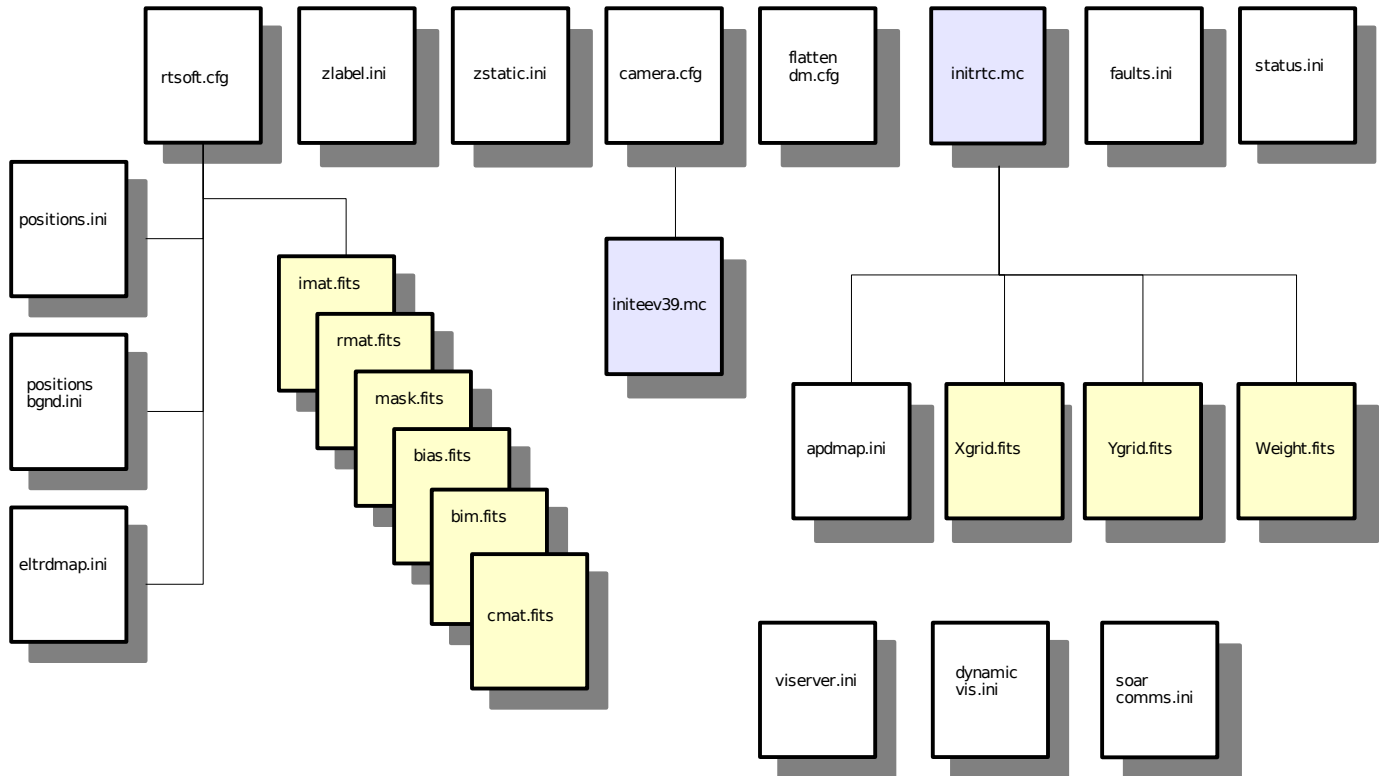 rtsoft.cfg
zlabel.ini
zstatic.ini
camera.cfg
flatten
dm.cfg
initrtc.mc
faults.ini
status.ini
positions.ini
positions
bgnd.ini
eltrdmap.ini
imat.fits
rmat.fits
mask.fits
bias.fits
bim.fits
cmat.fits
initeev39.mc
apdmap.ini
Xgrid.fits
Ygrid.fits
Weight.fits
viserver.ini
dynamic
vis.ini
soar
comms.ini